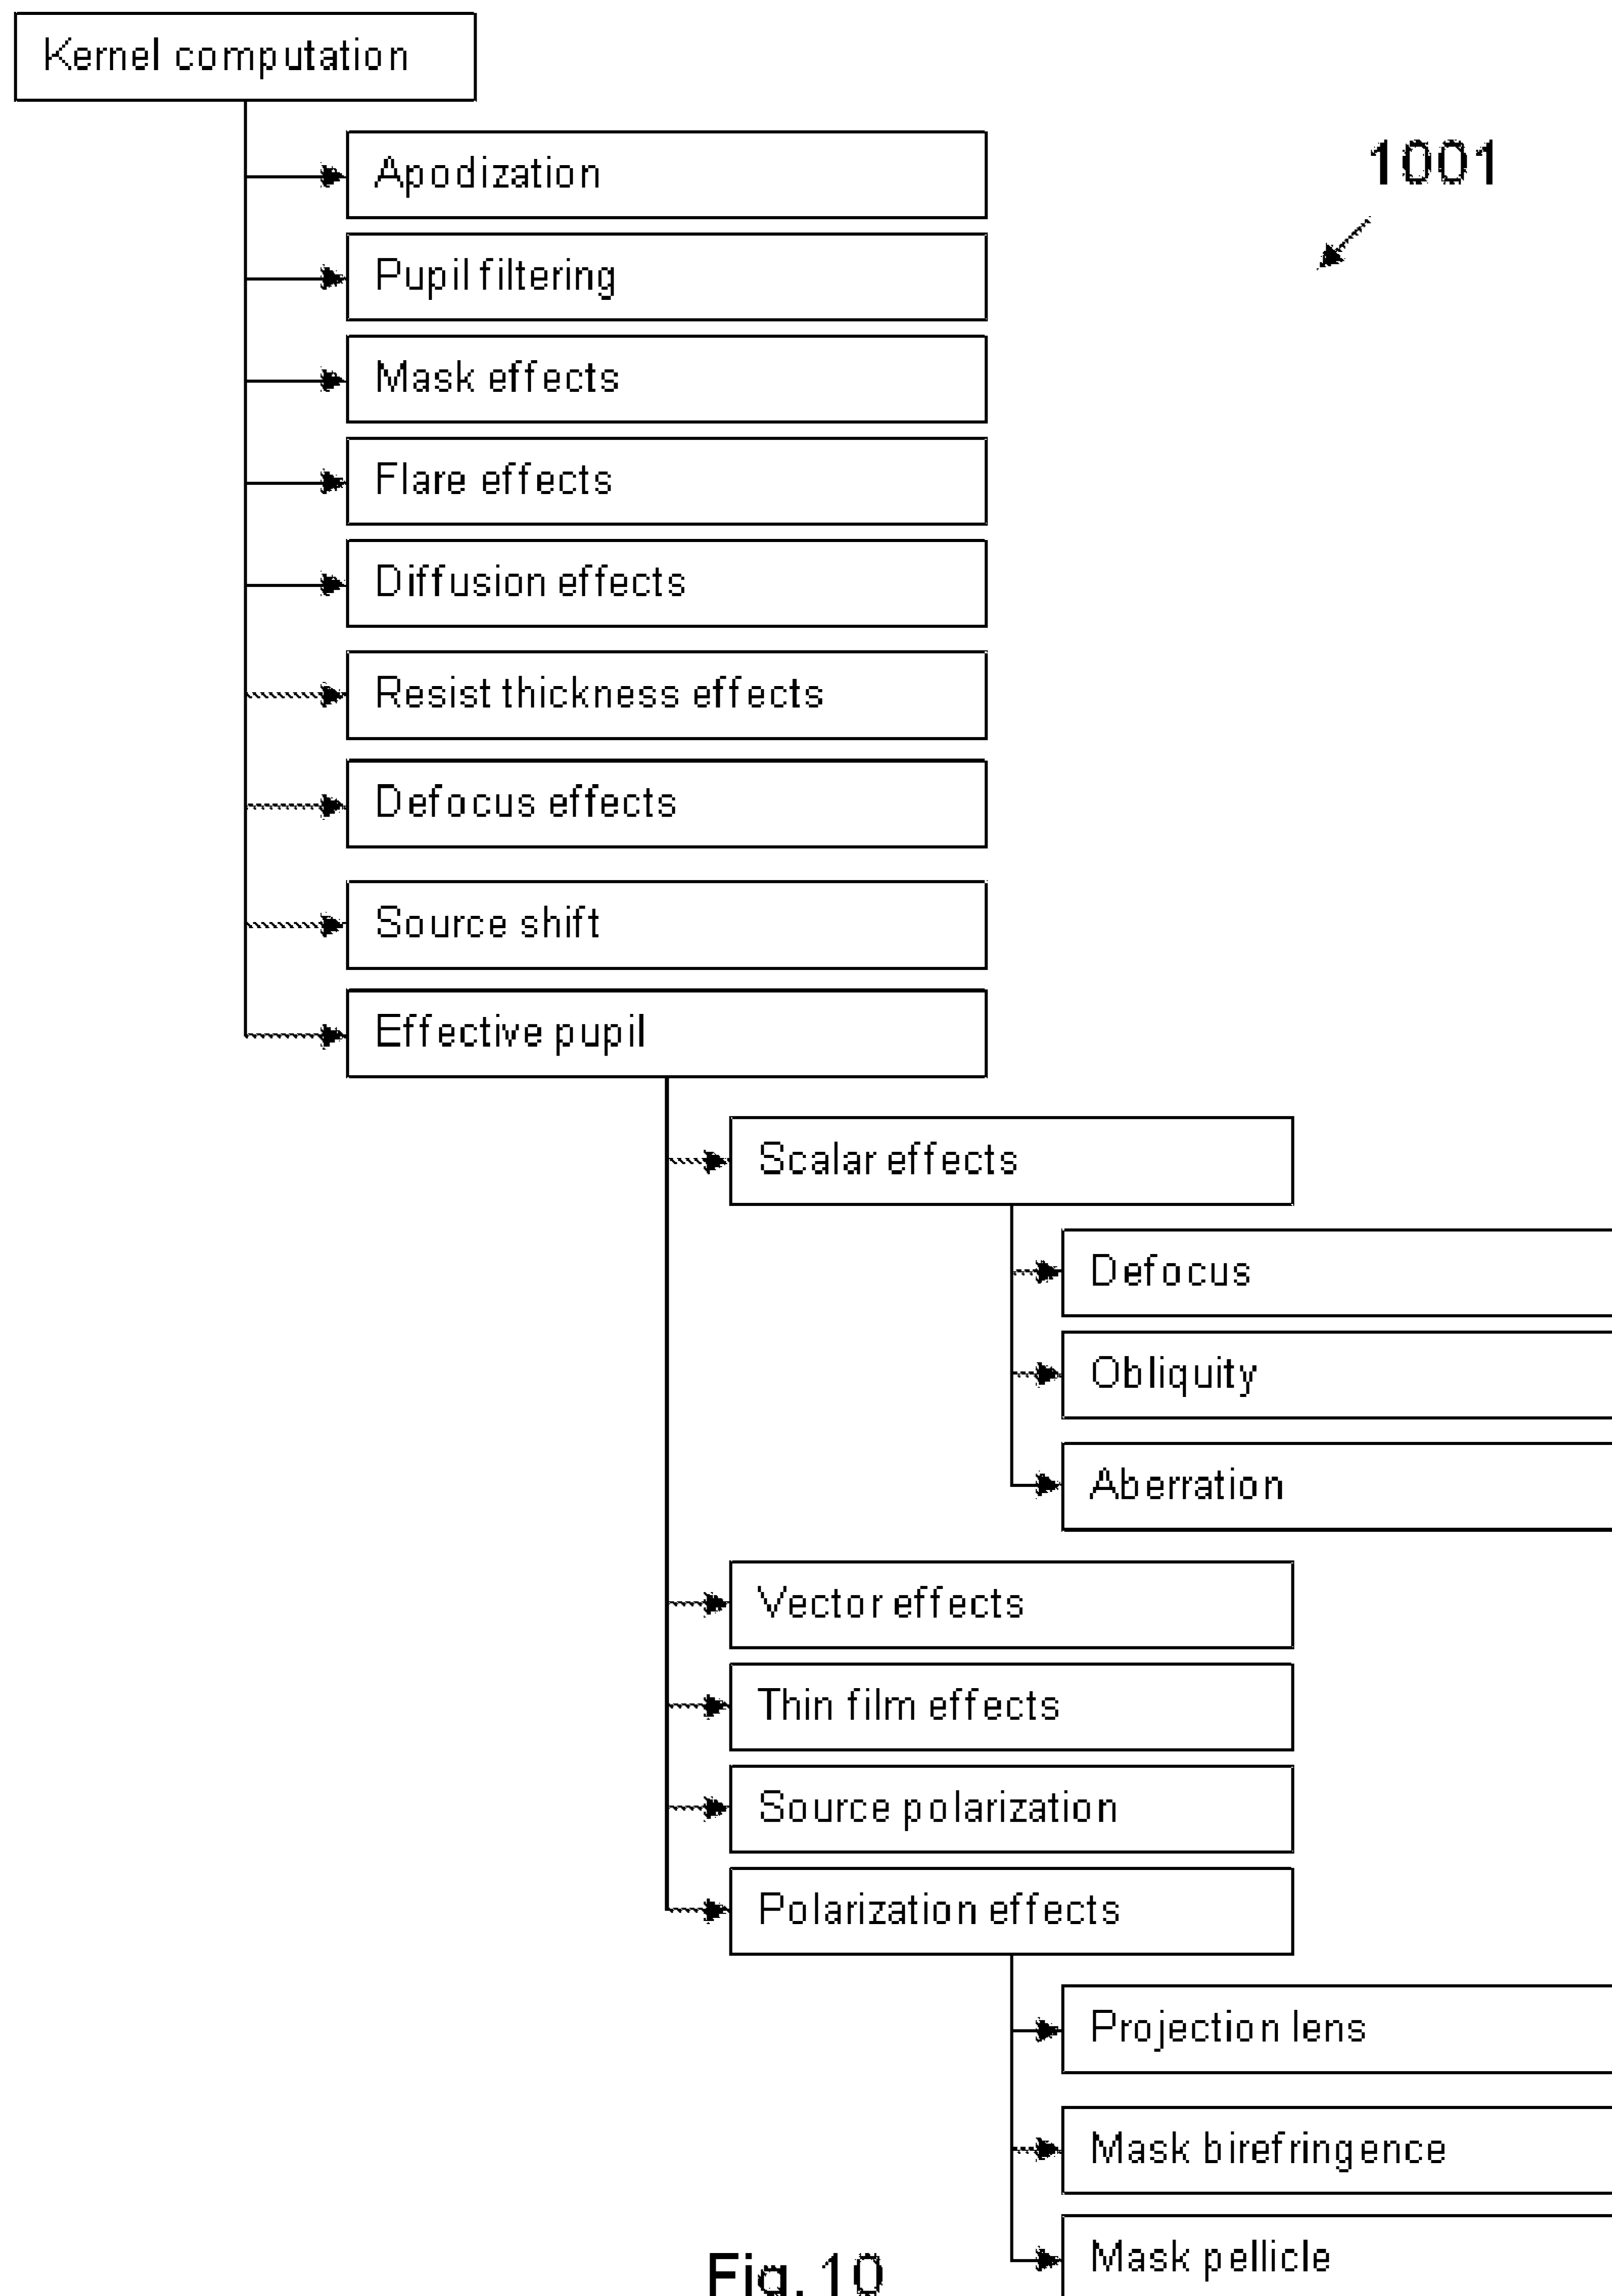 Kernel computation
1001
Apodization
Pupil filtering
Mask effects
Flare effects
Diffusion effects
Resist thickness effects
Defocus effects
Source shift
Effective pupil
Scalar effects
Defocus
Obliquity
Aberration
Vector effects
Thin film effects
Source polarization
Polarization effects
Projection lens
Mask birefringence
Mask pellicle
Fig. 10